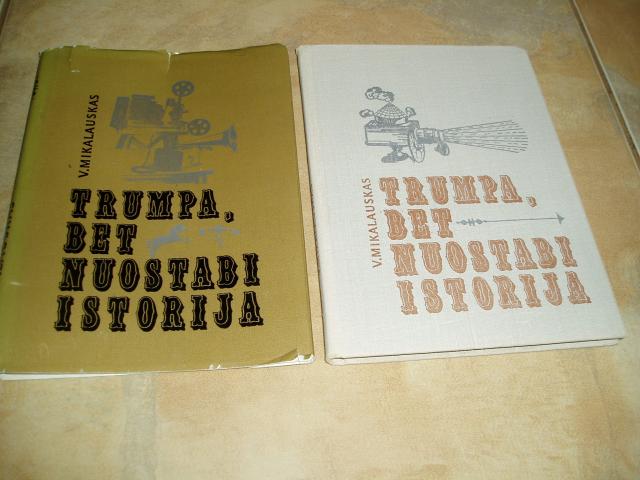 V.MIKALAUSKAS
TRUMPA,
BET
NUOSTABI
ISTORIJA
V.MIKALAUSKAS
TRUMPA,
BET
NUOSTABI
ISTORIJA